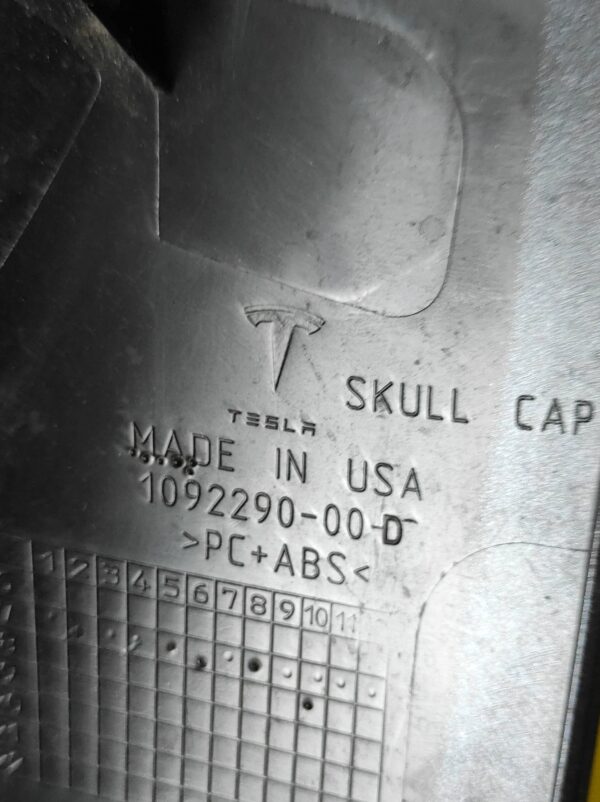 TESLA
SKULL CAP
MADE IN USA
1092290-00-D
>PC+ABS<
1 2 3 4 5 6 7 8 9 10 11